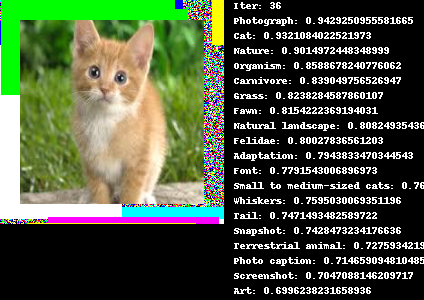 Iter: 36
Photograph: 0.9429250955581665
Cat: 0.9321084022521973
Nature: 0.9014972448348999
Organism: 0.8588678240776062
Carnivore: 0.839049756526947
Grass: 0.8238284587860107
Fawn: 0.8154222369194031
Natural landscape: 0.80824935436
Felidae: 0.80027836561203
Adaptation: 0.7943833470344543
Font: 0.7791543006896973
Small to medium-sized cats: 0.76
Whiskers: 0.7595030069351196
Tail: 0.7471493482589722
Snapshot: 0.7428473234176636
Terrestrial animal: 0.7275934219
Photo caption: 0.714659094810485
Screenshot: 0.7047088146209717
Art: 0.6996238231658936